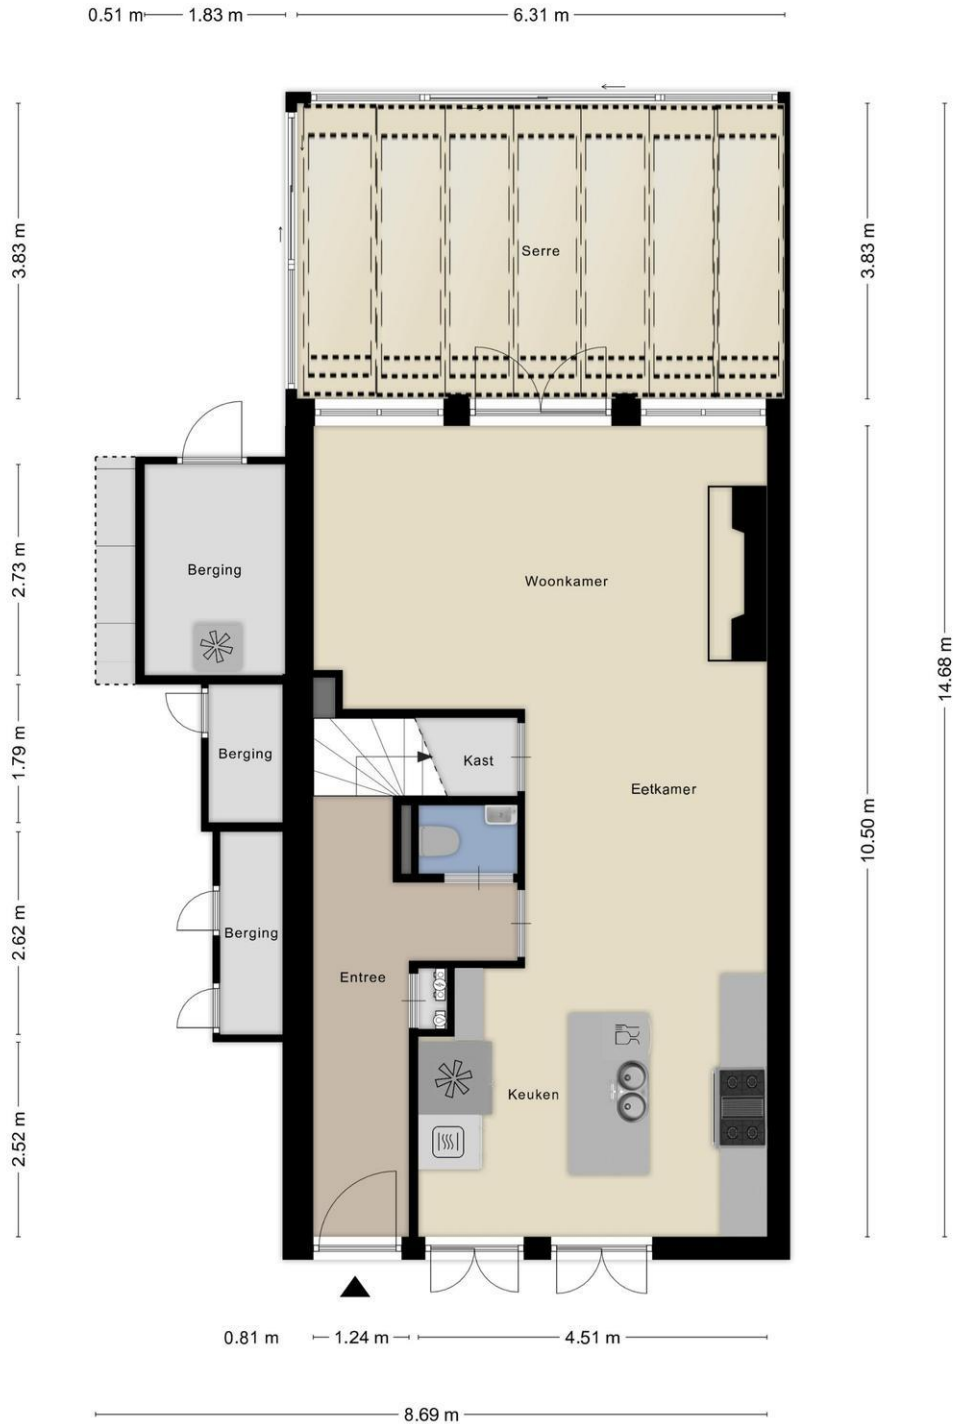 0.51 m 1.83 m 6.31 m
3.83 m
3.83 m
Serre
2.73 m
Berging
Woonkamer
14.68 m
1.79 m
Berging
Kast
Eetkamer
10.50 m
2.62 m
Berging
Entree
Keuken
2.52 m
0.81 m 1.24 m 4.51 m
8.69 m